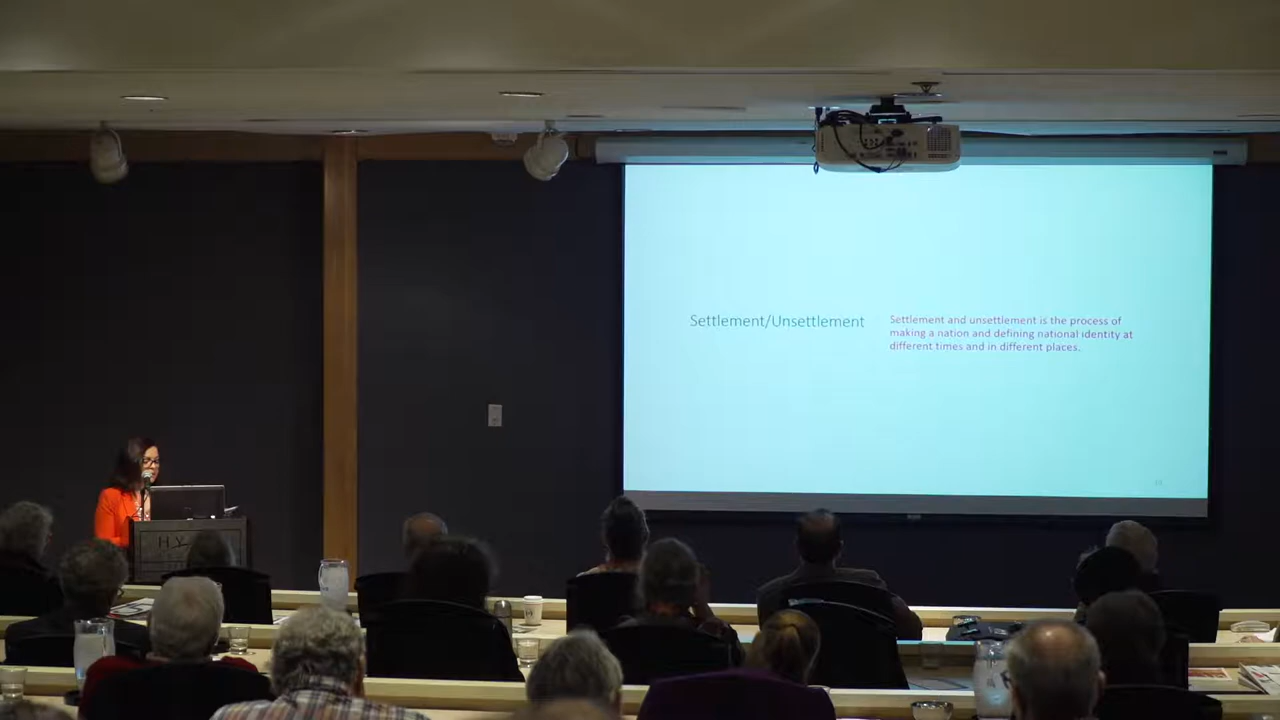 Settlement/Unsettlement
Settlement and unsettlement is the process of
making a nation and defining national identity at
different times and in different places.